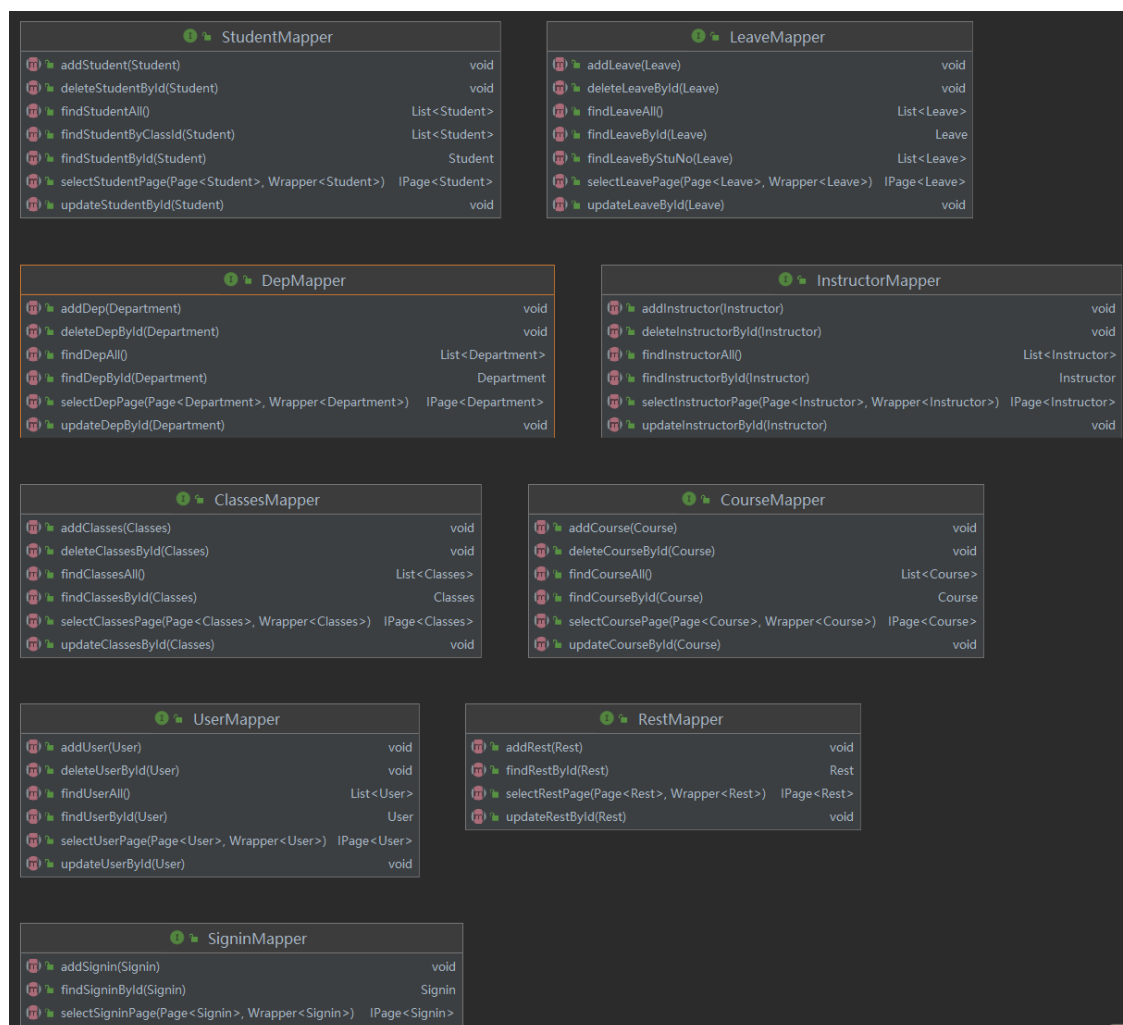 StudentMapper
addStudent(Student) void
deleteStudentById(Student) void
findStudentAll() List<Student>
findStudentByClassId(Student) List<Student>
findStudentById(Student) Student
selectStudentPage(Page<Student>, Wrapper<Student>) IPage<Student>
updateStudentById(Student) void
LeaveMapper
addLeave(Leave) void
deleteLeaveById(Leave) void
findLeaveAll() List<Leave>
findLeaveById(Leave) Leave
findLeaveByStuNo(Leave) List<Leave>
selectLeavePage(Page<Leave>, Wrapper<Leave>) IPage<Leave>
updateLeaveById(Leave) void
DepMapper
addDep(Department) void
deleteDepById(Department) void
findDepAll() List<Department>
findDepById(Department) Department
selectDepPage(Page<Department>, Wrapper<Department>) IPage<Department>
updateDepById(Department) void
InstructorMapper
addInstructor(Instructor) void
deleteInstructorById(Instructor) void
findInstructorAll() List<Instructor>
findInstructorById(Instructor) Instructor
selectInstructorPage(Page<Instructor>, Wrapper<Instructor>) IPage<Instructor>
updateInstructorById(Instructor) void
ClassesMapper
addClasses(Classes) void
deleteClassesById(Classes) void
findClassesAll() List<Classes>
findClassesById(Classes) Classes
selectClassesPage(Page<Classes>, Wrapper<Classes>) IPage<Classes>
updateClassesById(Classes) void
CourseMapper
addCourse(Course) void
deleteCourseById(Course) void
findCourseAll() List<Course>
findCourseById(Course) Course
selectCoursePage(Page<Course>, Wrapper<Course>) IPage<Course>
updateCourseById(Course) void
UserMapper
addUser(User) void
deleteUserById(User) void
findUserAll() List<User>
findUserById(User) User
selectUserPage(Page<User>, Wrapper<User>) IPage<User>
updateUserById(User) void
RestMapper
addRest(Rest) void
findRestById(Rest) Rest
selectRestPage(Page<Rest>, Wrapper<Rest>) IPage<Rest>
updateRestById(Rest) void
SigninMapper
addSignin(Signin) void
findSigninById(Signin) Signin
selectSigninPage(Page<Signin>, Wrapper<Signin>) IPage<Signin>